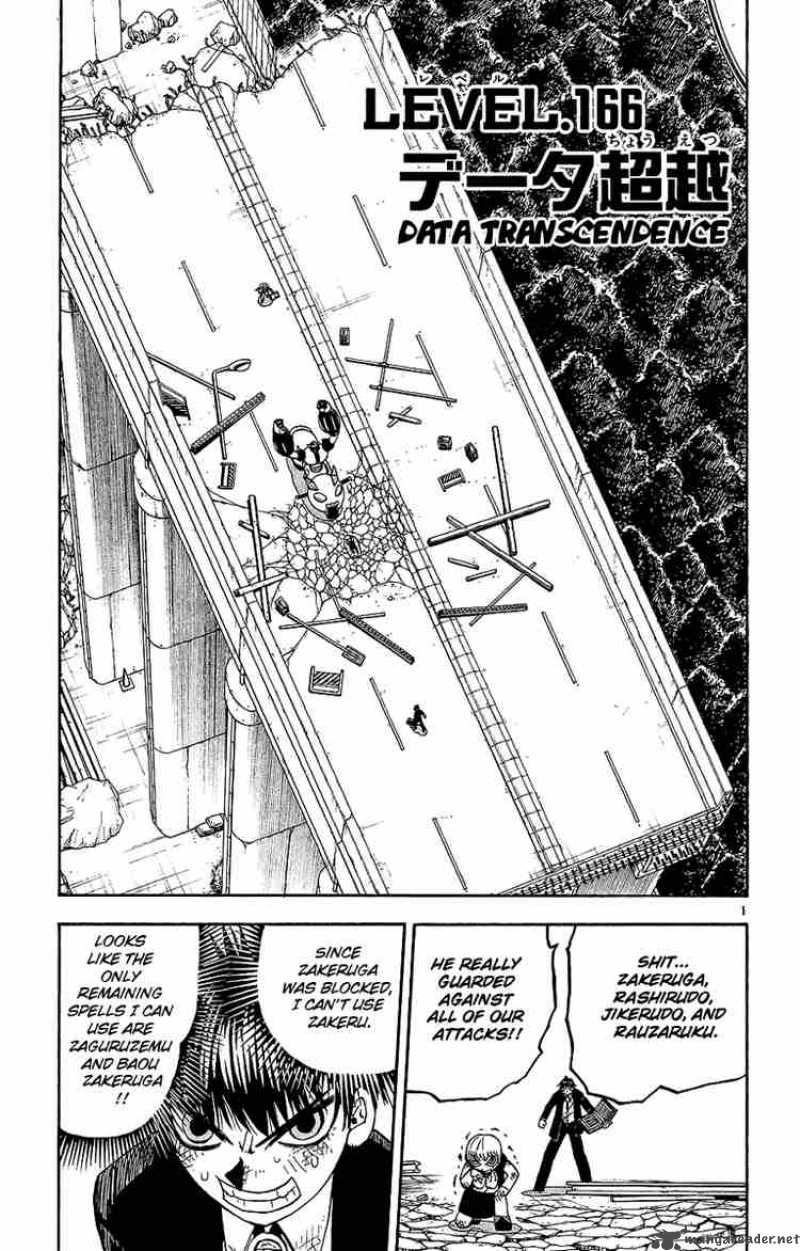 レベル
LEVEL.166
ちょうえつ
データ超越
DATA TRANSCENDENCE
1
SHIT...
ZAKERUGA,
RASHIRUDO,
JIKERUDO, AND
RAUZARUKU.
HE REALLY
GUARDED
AGAINST
ALL OF OUR
ATTACKS!!
SINCE
ZAKERUGA
WAS BLOCKED,
I CAN'T USE
ZAKERU.
LOOKS
LIKE THE
ONLY
REMAINING
SPELLS I CAN
USE ARE
ZAGURUZEMU
AND BAOU
ZAKERUGA
!!
mangareader.net